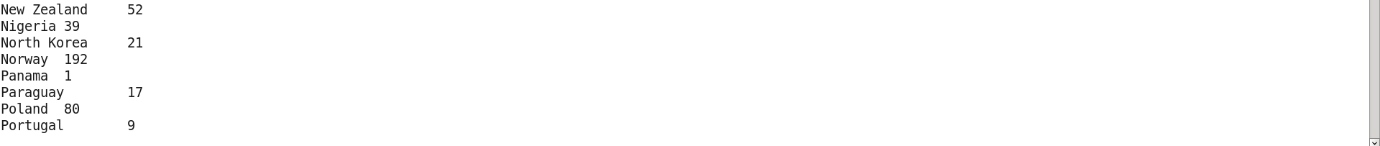 New Zealand	52
Nigeria	39
North Korea	21
Norway	192
Panama	1
Paraguay	17
Poland	80
Portugal	9